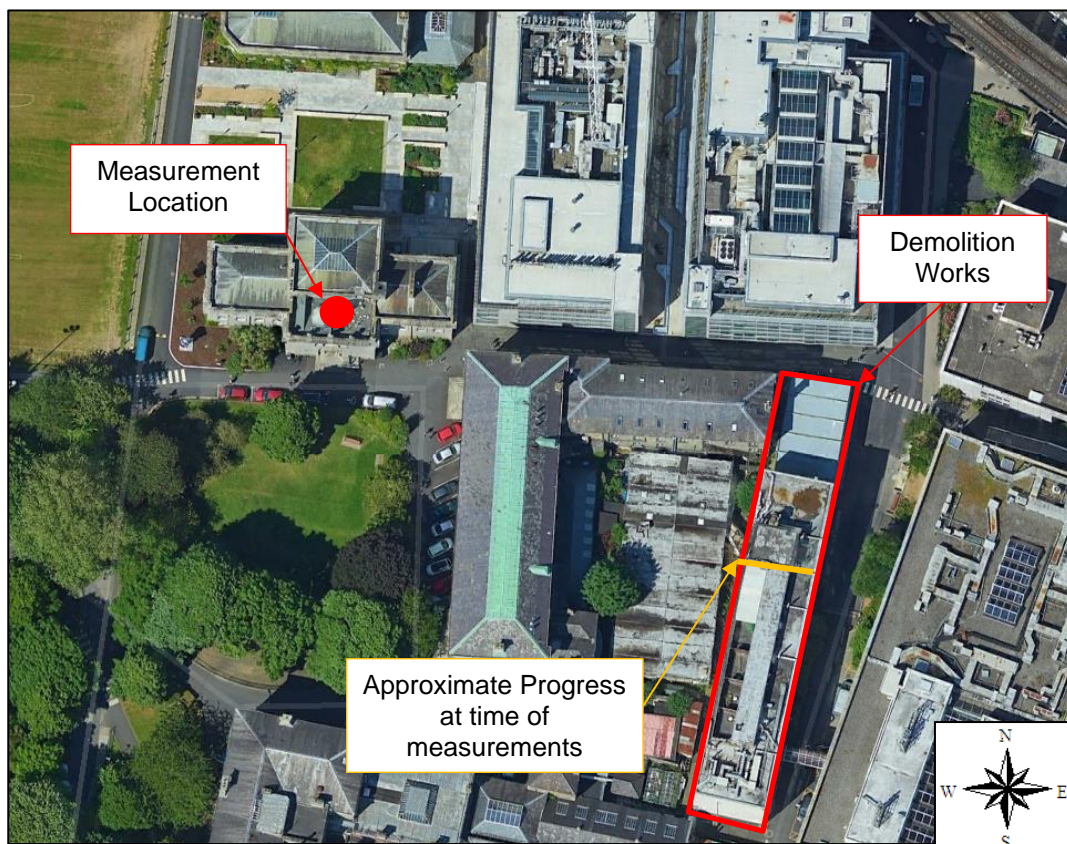 Measurement
Location
Demolition
Works
Approximate Progress
at time of
measurements
N
W
E
S